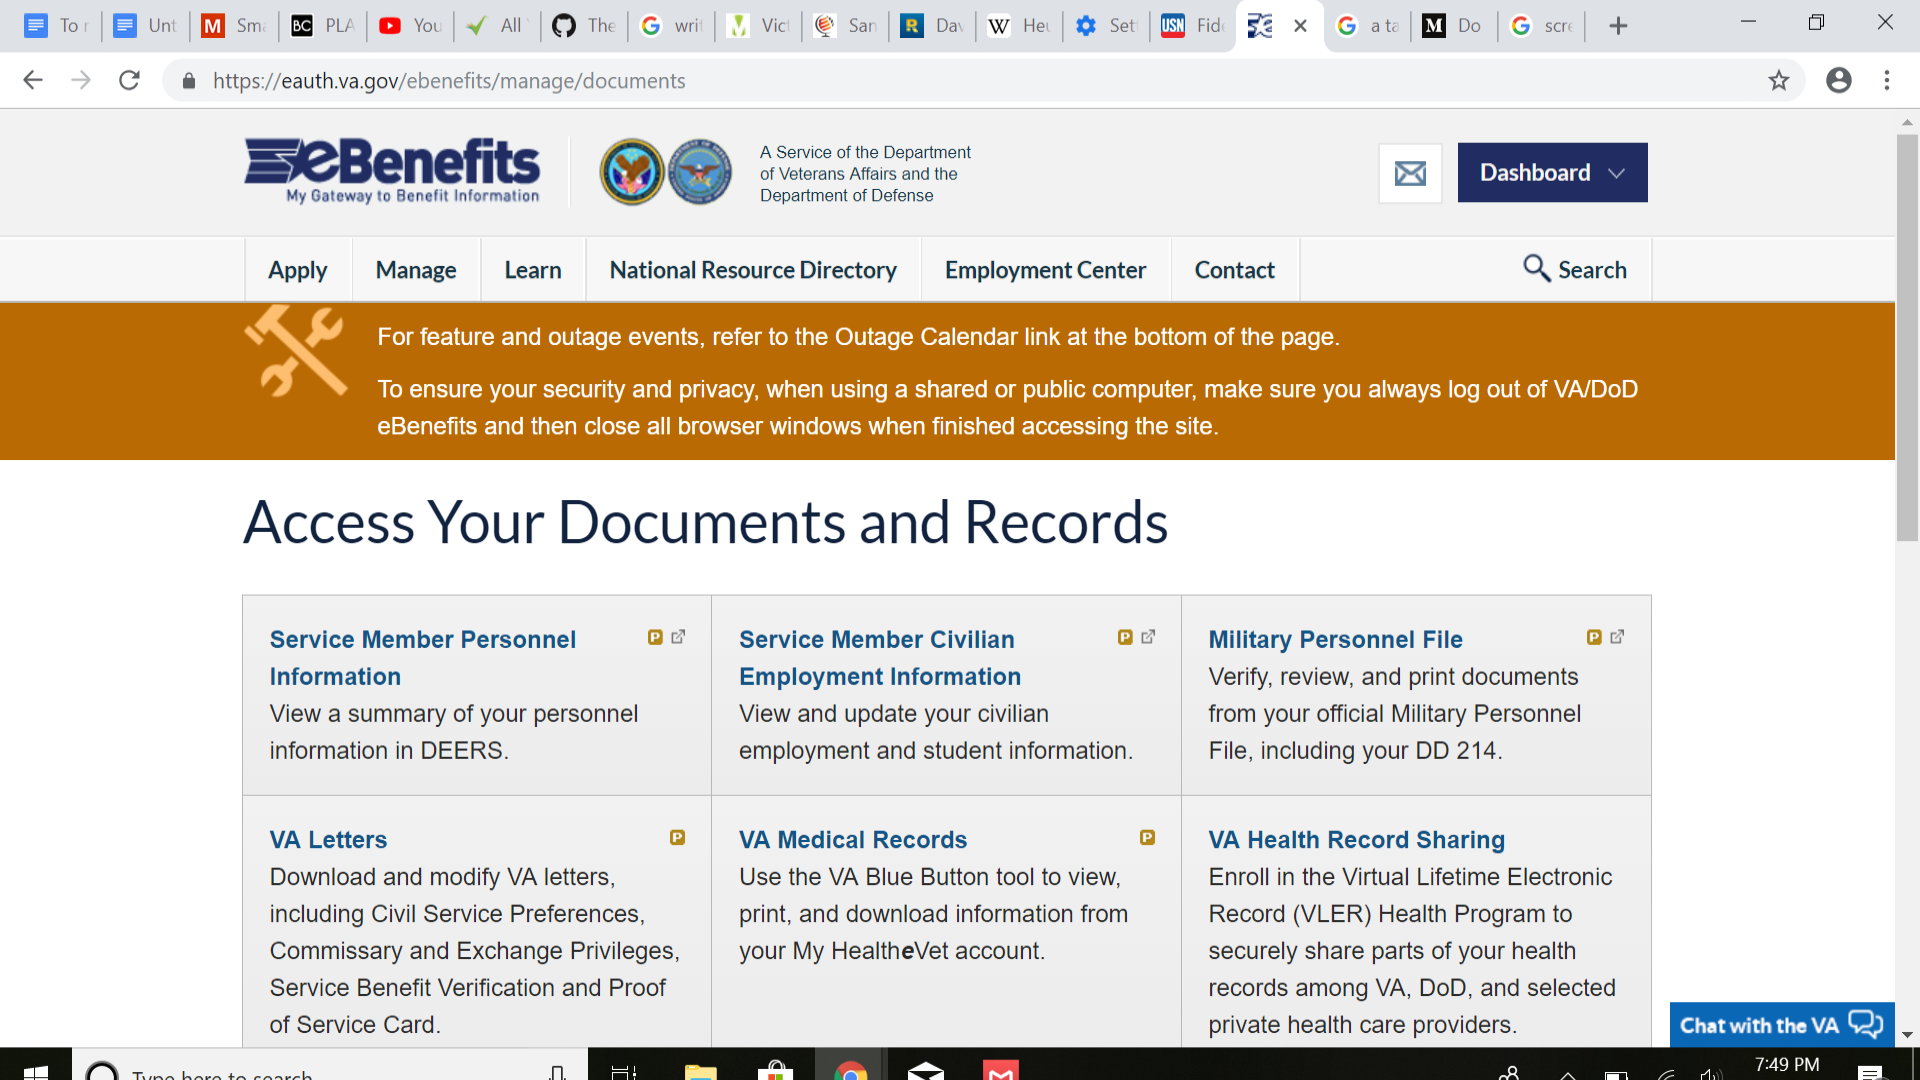 To r
Unt
Sma
PLA
You
All
The
writ
Vict
San
Dav
Heu
Set
Fide
a ta
Do
scre
https://eauth.va.gov/ebenefits/manage/documents
eBenefits
My Gateway to Benefit Information
A Service of the Department
of Veterans Affairs and the
Department of Defense
Dashboard
Apply
Manage
Learn
National Resource Directory
Employment Center
Contact
Search
For feature and outage events, refer to the Outage Calendar link at the bottom of the page.
To ensure your security and privacy, when using a shared or public computer, make sure you always log out of VA/DoD
eBenefits and then close all browser windows when finished accessing the site.
Access Your Documents and Records
Service Member Personnel
Information
View a summary of your personnel
information in DEERS.
Service Member Civilian
Employment Information
View and update your civilian
employment and student information.
Military Personnel File
Verify, review, and print documents
from your official Military Personnel
File, including your DD 214.
VA Letters
Download and modify VA letters,
including Civil Service Preferences,
Commissary and Exchange Privileges,
Service Benefit Verification and Proof
of Service Card.
VA Medical Records
Use the VA Blue Button tool to view,
print, and download information from
your My HealtheVet account.
VA Health Record Sharing
Enroll in the Virtual Lifetime Electronic
Record (VLER) Health Program to
securely share parts of your health
records among VA, DoD, and selected
private health care providers.
Chat with the VA
Type here to search
7:49 PM